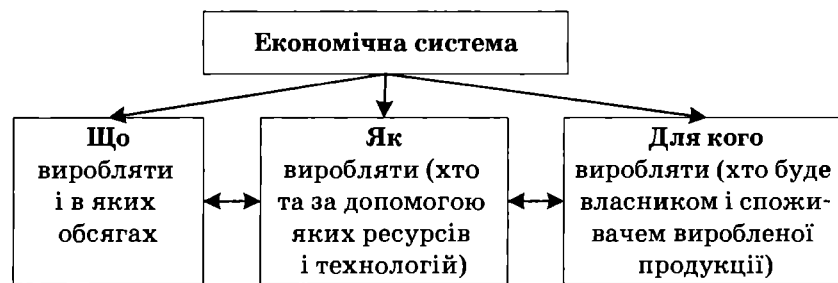 Економічна система
Що
виробляти
і в яких
обсягах
Як
виробляти (хто
та за допомогою
яких ресурсів
і технологій)
Для кого
виробляти (хто буде
власником і спожи-
вачем виробленої
продукції)